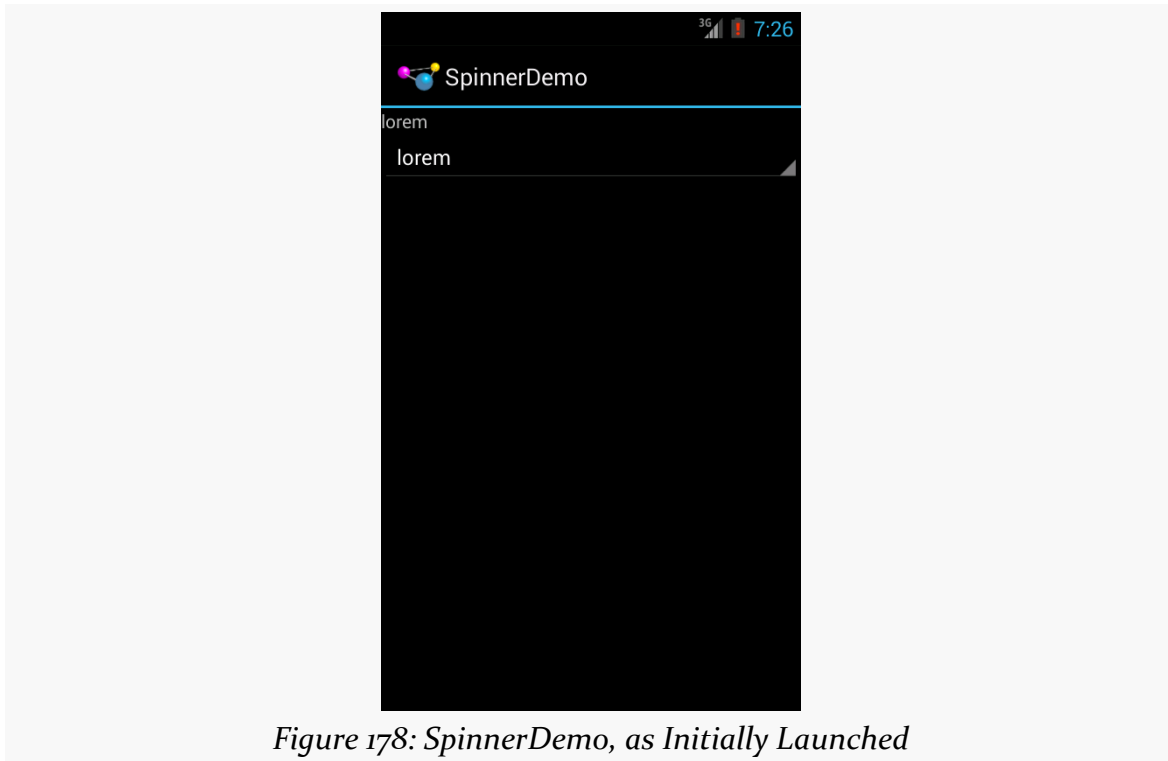 3G 7:26
SpinnerDemo
lorem
lorem
Figure 178: SpinnerDemo, as Initially Launched